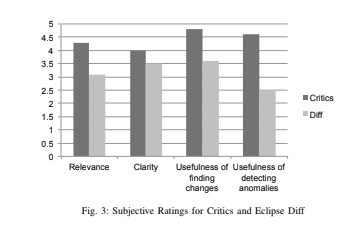 5
4.5
4
3.5
3
2.5
2
1.5
1
0.5
0
Critics
Diff
Relevance Clarity Usefulness of Usefulness of
finding detecting
changes anomalies
Fig. 3: Subjective Ratings for Critics and Eclipse Diff